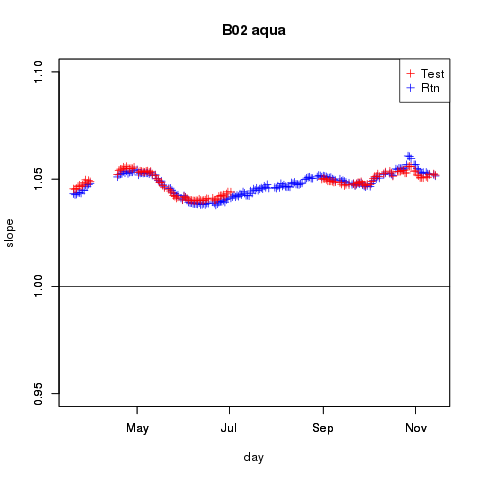 B02 aqua
Test
Rtn
1.10
1.05
1.00
0.95
slope
May Jul Sep Nov
day